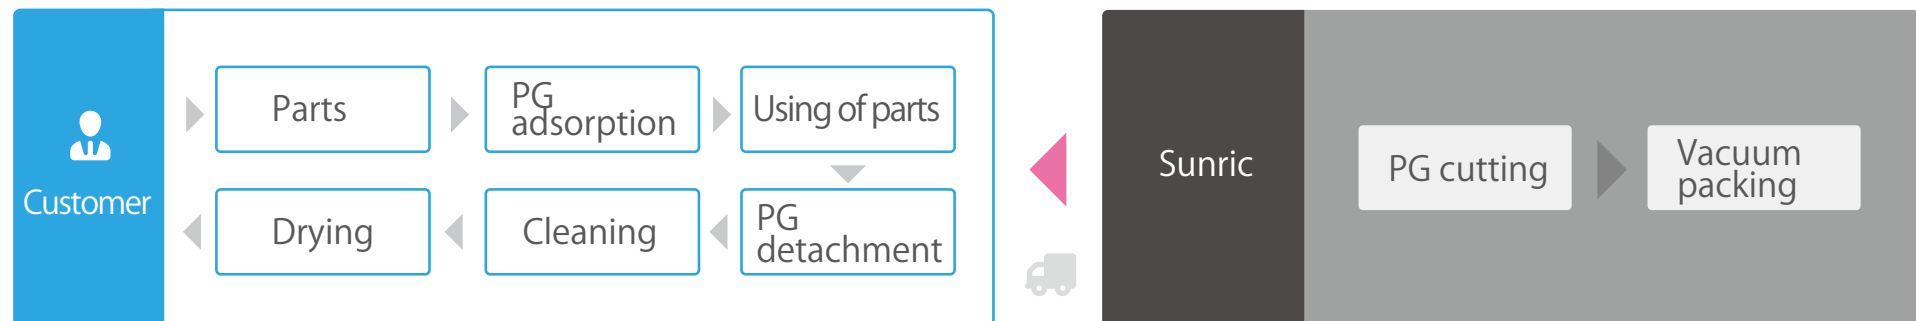 Customer
Parts
PG
adsorption
Using of parts
Drying
Cleaning
PG
detachment
Sunric
PG cutting
Vacuum
packing